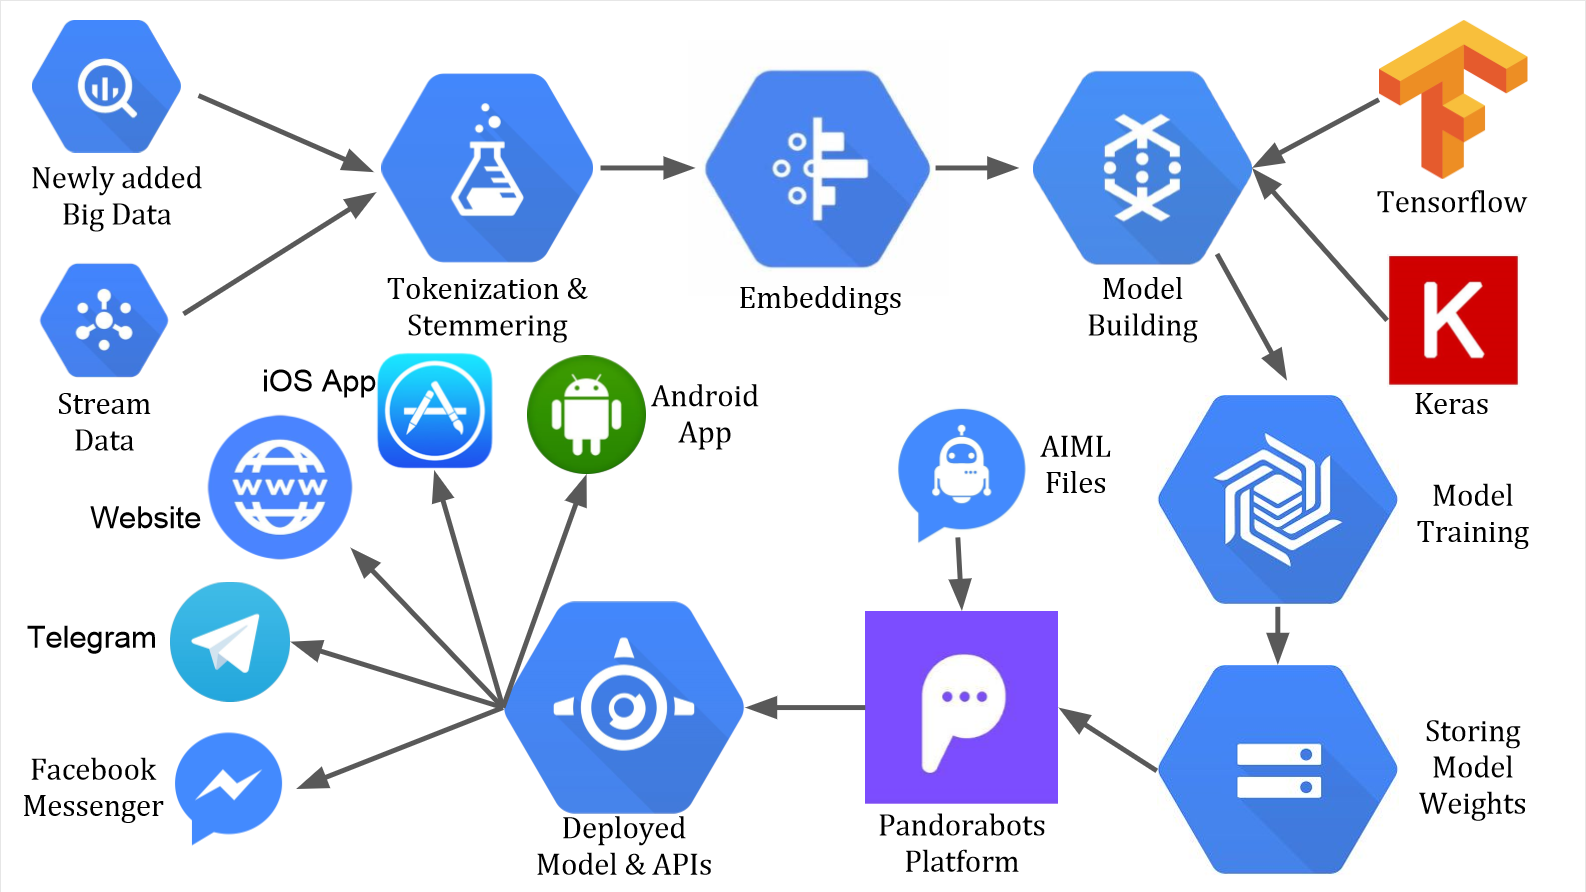 Newly added
Big Data
Stream
Data
Tokenization &
Stemmering
Embeddings
Model
Building
Tensorflow
Keras
iOS App
Android
App
WWW
Website
Telegram
Facebook
Messenger
AIML
Files
Model
Training
Storing
Model
Weights
Pandorabots
Platform
Deployed
Model & APIs
K